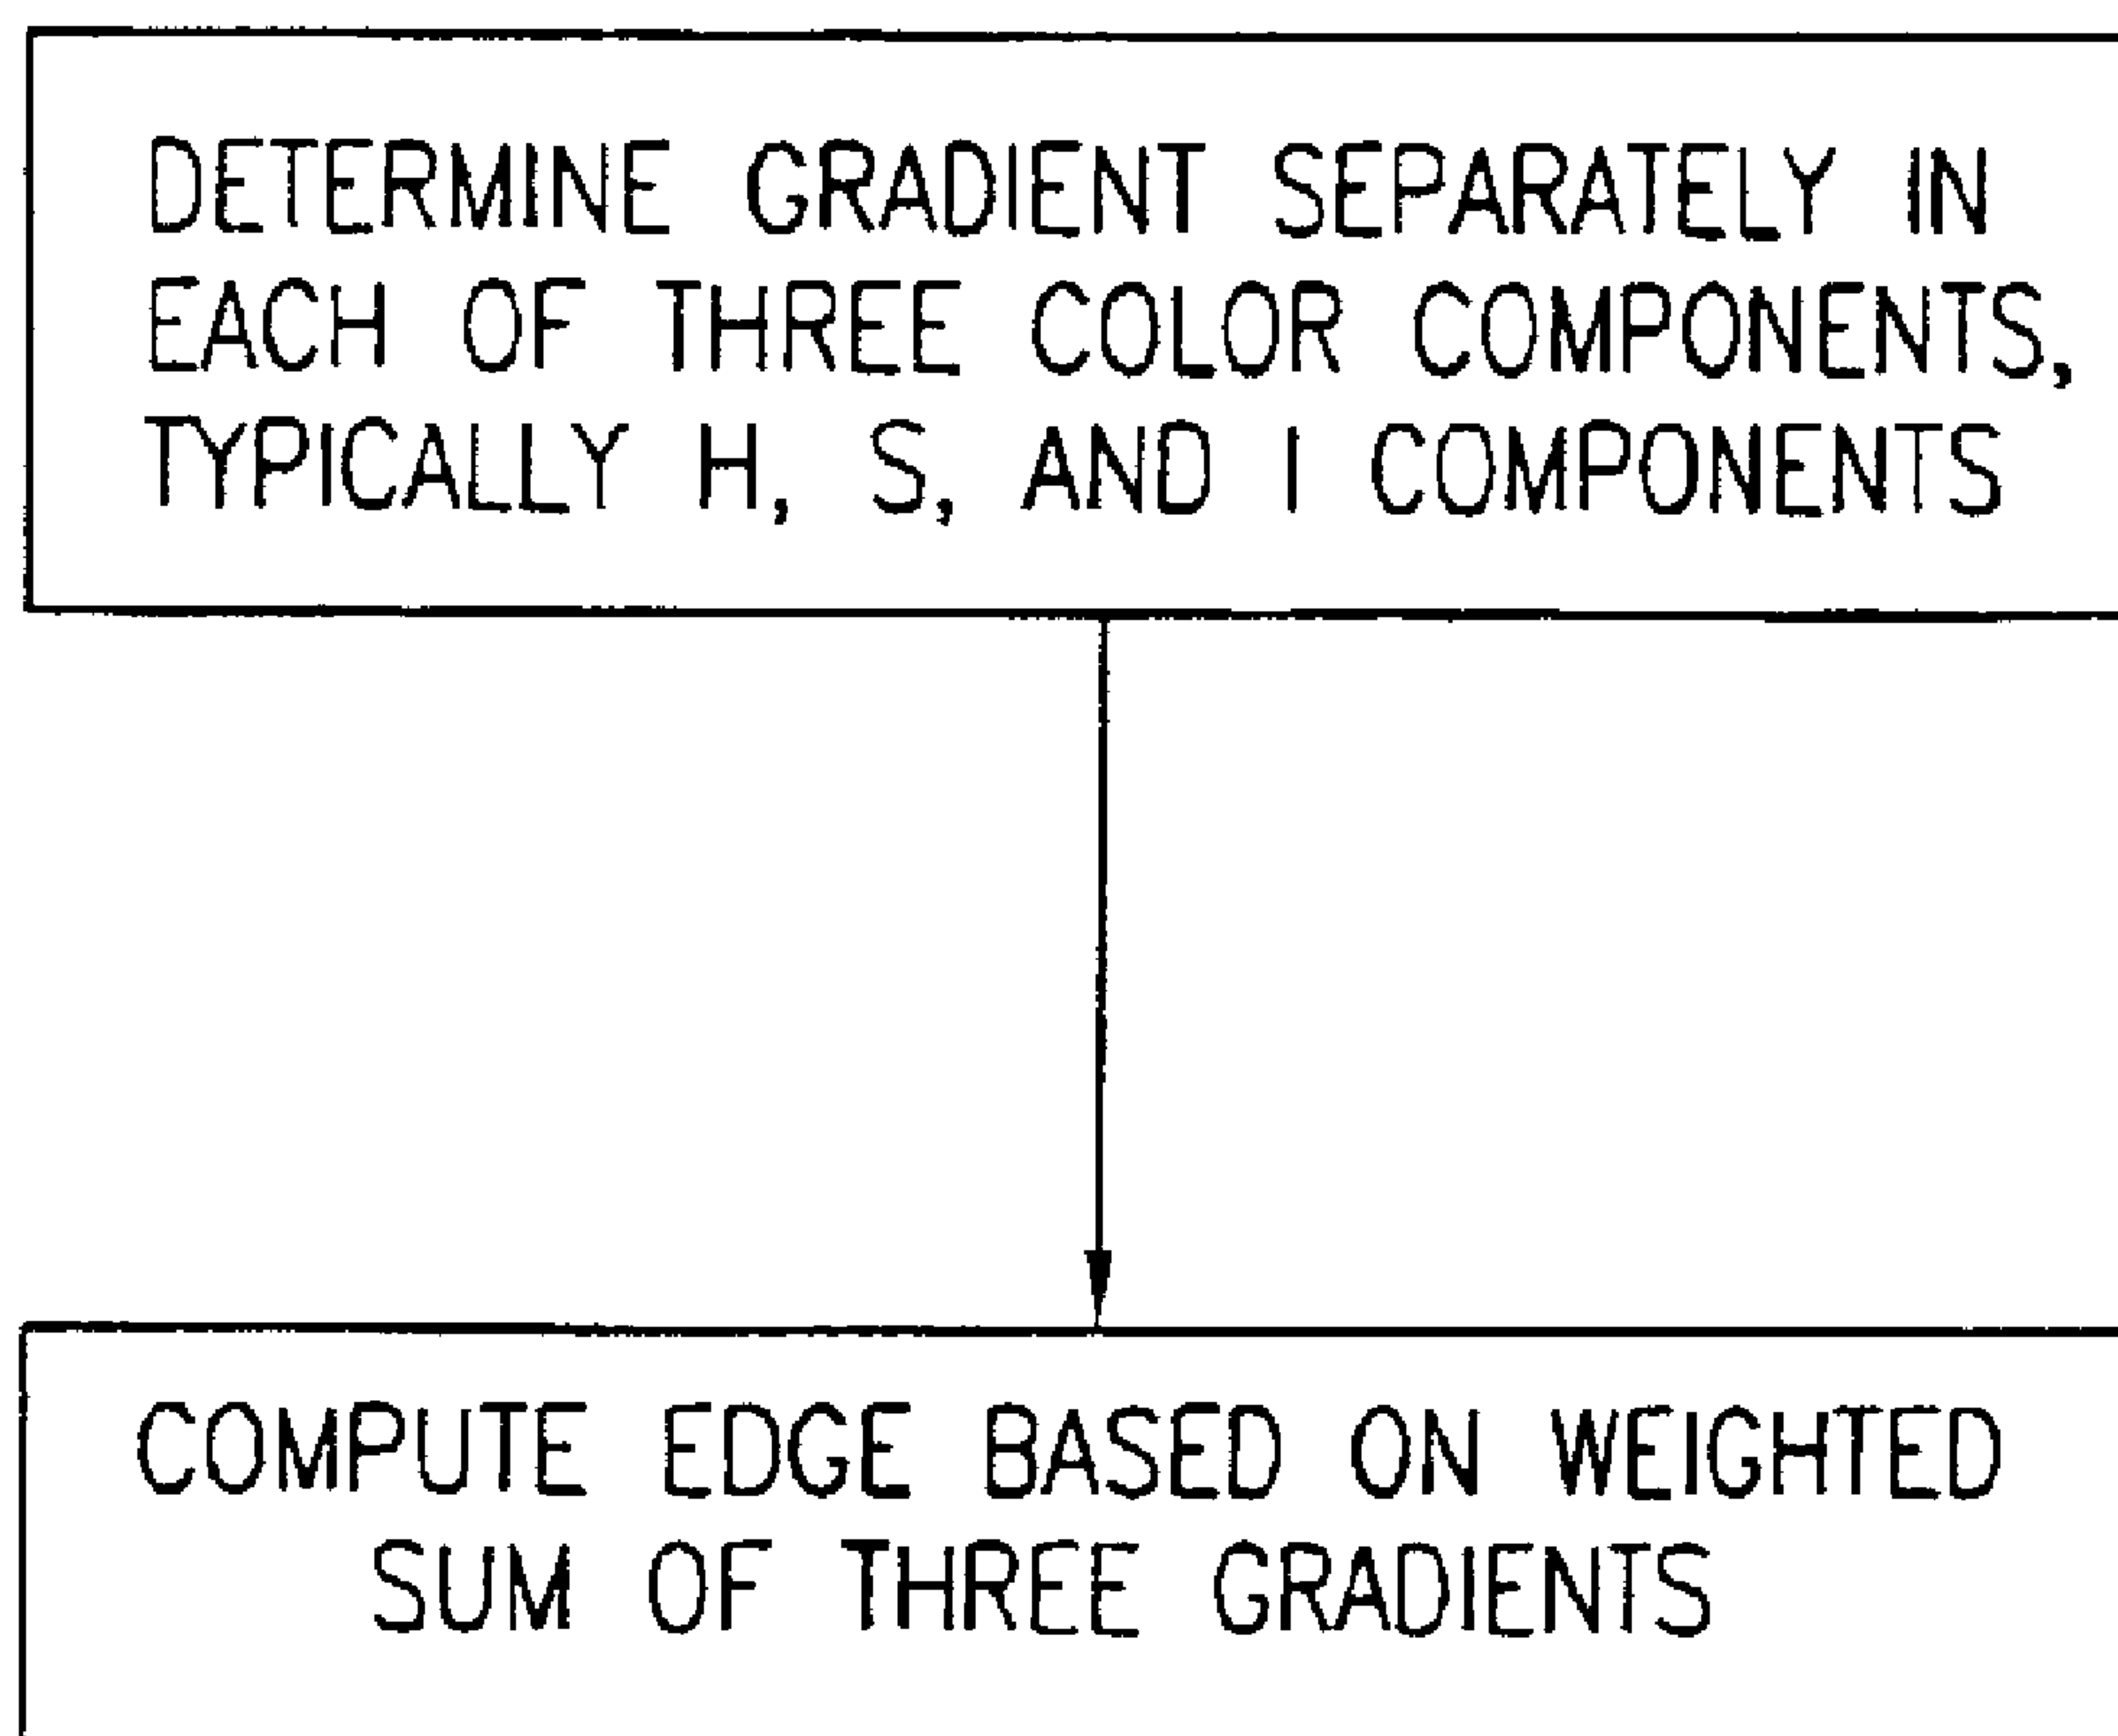 DETERMINE GRADIENT SEPARATELY IN
EACH OF THREE COLOR COMPONENTS,
TYPICALLY H, S, AND I COMPONENTS
COMPUTE EDGE BASED ON WEIGHTED
SUM OF THREE GRADIENTS